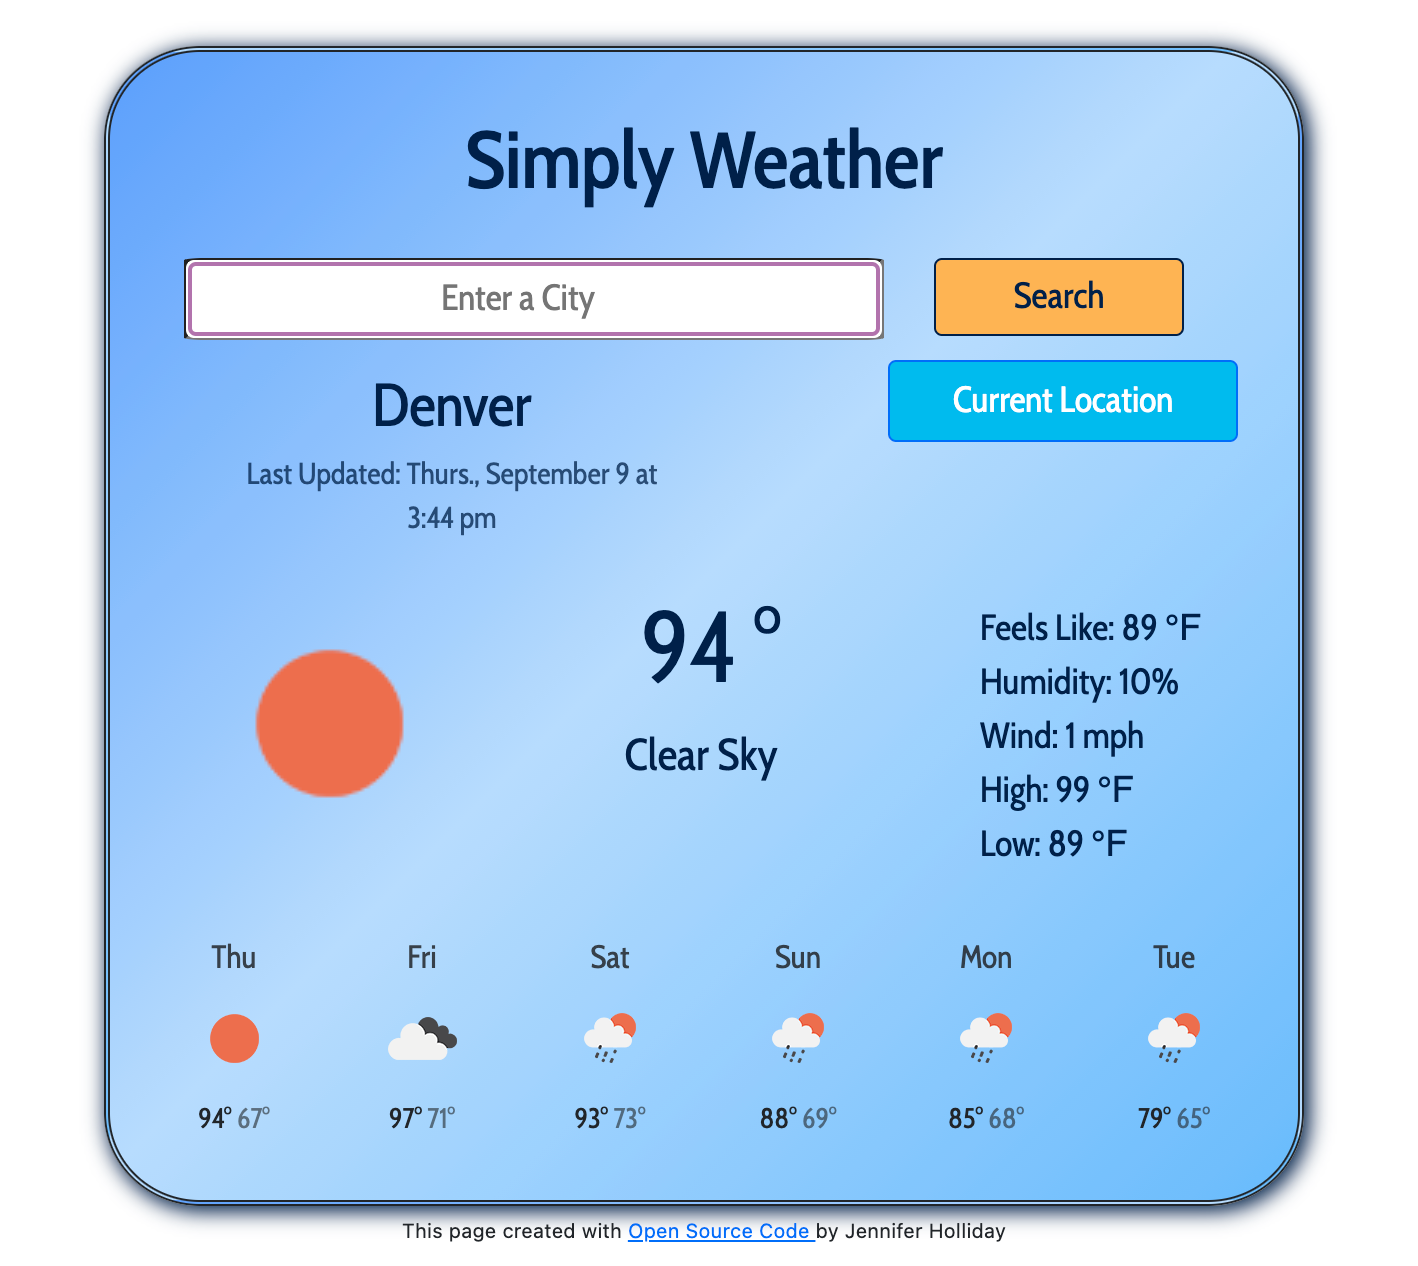 Simply Weather
Enter a City
Search
Denver
Current Location
Last Updated: Thurs., September 9 at
3:44 pm
94 °
Clear Sky
Feels Like: 89 °F
Humidity: 10%
Wind: 1 mph
High: 99 °F
Low: 89 °F
Thu Fri Sat Sun Mon Tue
94° 67° 97° 71° 93° 73° 88° 69° 85° 68° 79° 65°
This page created with Open Source Code by Jennifer Holliday